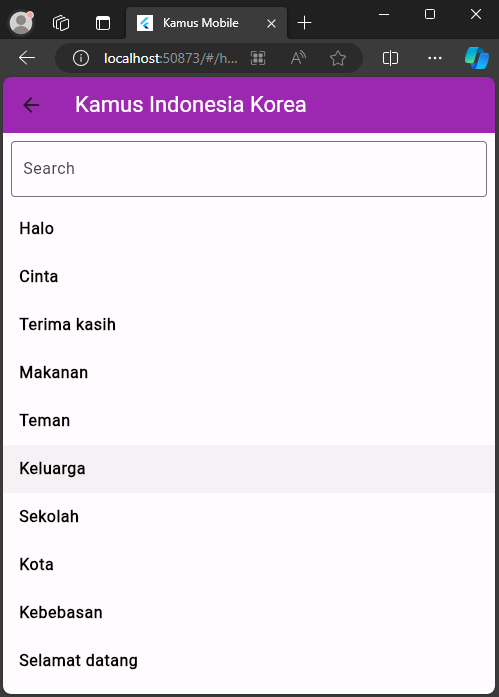 Kamus Mobile
localhost:50873/#/h...
Kamus Indonesia Korea
Search
Halo
Cinta
Terima kasih
Makanan
Teman
Keluarga
Sekolah
Kota
Kebebasan
Selamat datang